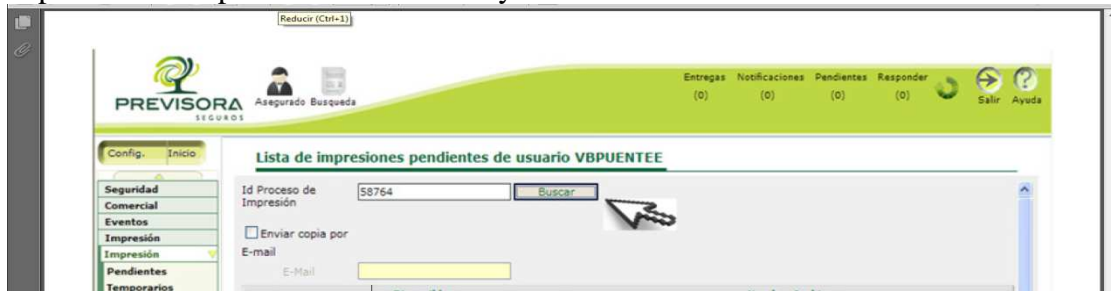 Reducir (Ctrl+1)
Entregas Notificaciones Pendientes Responder
(0) (0) (0) (0)
PREVISORA
SEGUROS
Asegurado Busqueda
Salir Ayuda
Config. Inicio
Lista de impresiones pendientes de usuario VBPUENTEE
Seguridad
Comercial
Eventos
Impresión
Impresión
Pendientes
Temporarios
Id Proceso de
Impresión
58764
Buscar
Enviar copia por
E-mail
E-Mail